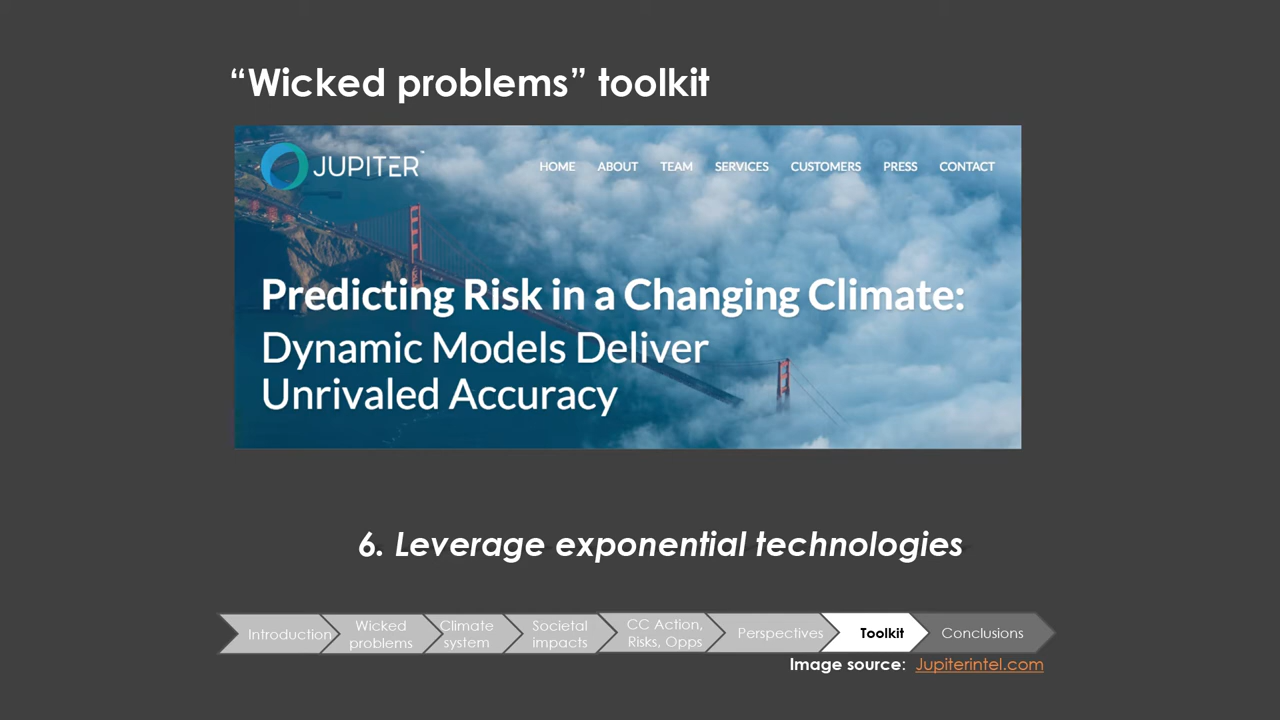 “Wicked problems” toolkit
JUPITER™
HOME ABOUT TEAM SERVICES CUSTOMERS PRESS CONTACT
Predicting Risk in a Changing Climate:
Dynamic Models Deliver
Unrivaled Accuracy
6. Leverage exponential technologies
Introduction
Wicked
problems
Climate
system
Societal
impacts
CC Action,
Risks, Opps
Perspectives
Toolkit
Conclusions
Image source: Jupiterintel.com